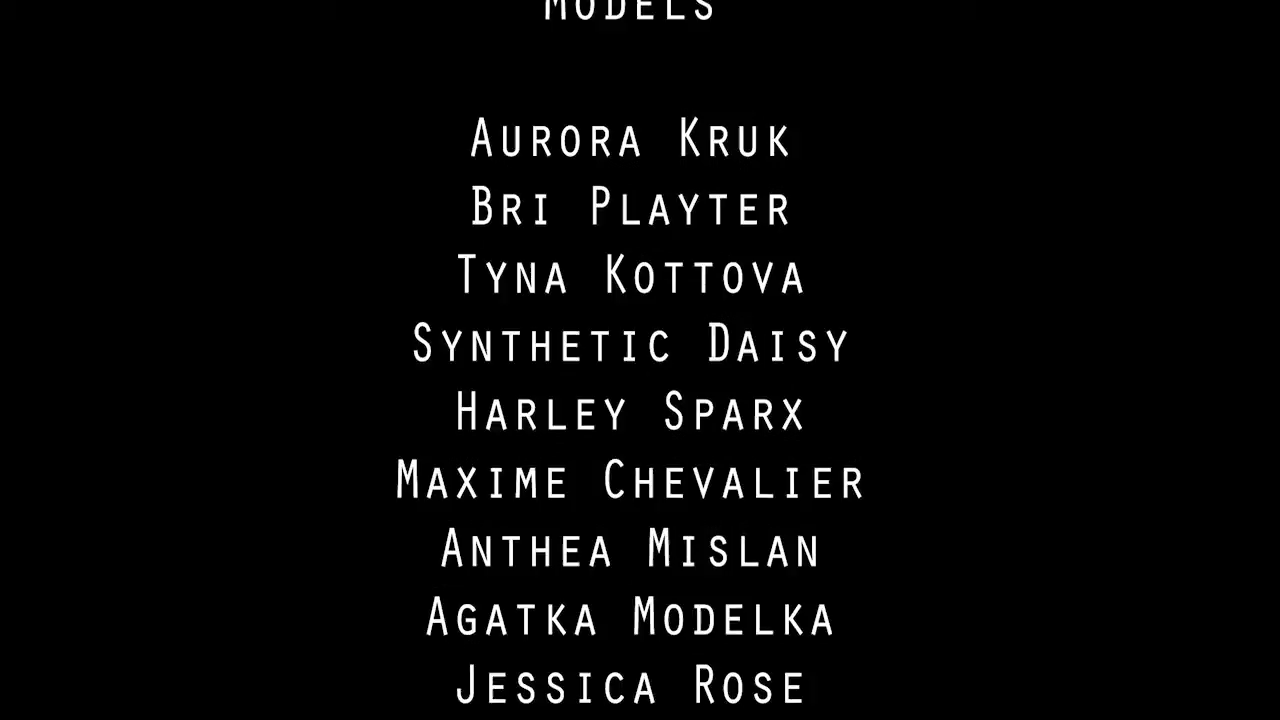 MODELS
AURORA KRUK
BRI PLAYTER
TYNA KOTTOVA
SYNTHETIC DAISY
HARLEY SPARX
MAXIME CHEVALIER
ANTHEA MISLAN
AGATKA MODELKA
JESSICA ROSE